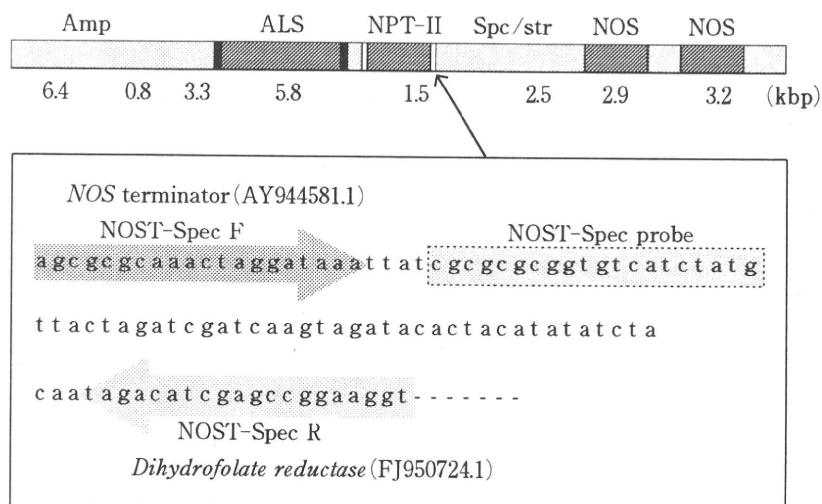 Amp ALS NPT-II Spc/str NOS NOS
6.4 0.8 3.3 5.8 1.5 2.5 2.9 3.2 (kbp)
NOS terminator(AY944581.1)
NOST-Spec F NOST-Spec probe
agcgcgcaaactaggataaattatcgcgcgcggtgtcatctatg
ttactagatcgatcaagtagatacactacatatatcta
caatagacatcgagccggaaggt-------
NOST-Spec R
Dihydrofolate reductase(FJ950724.1)